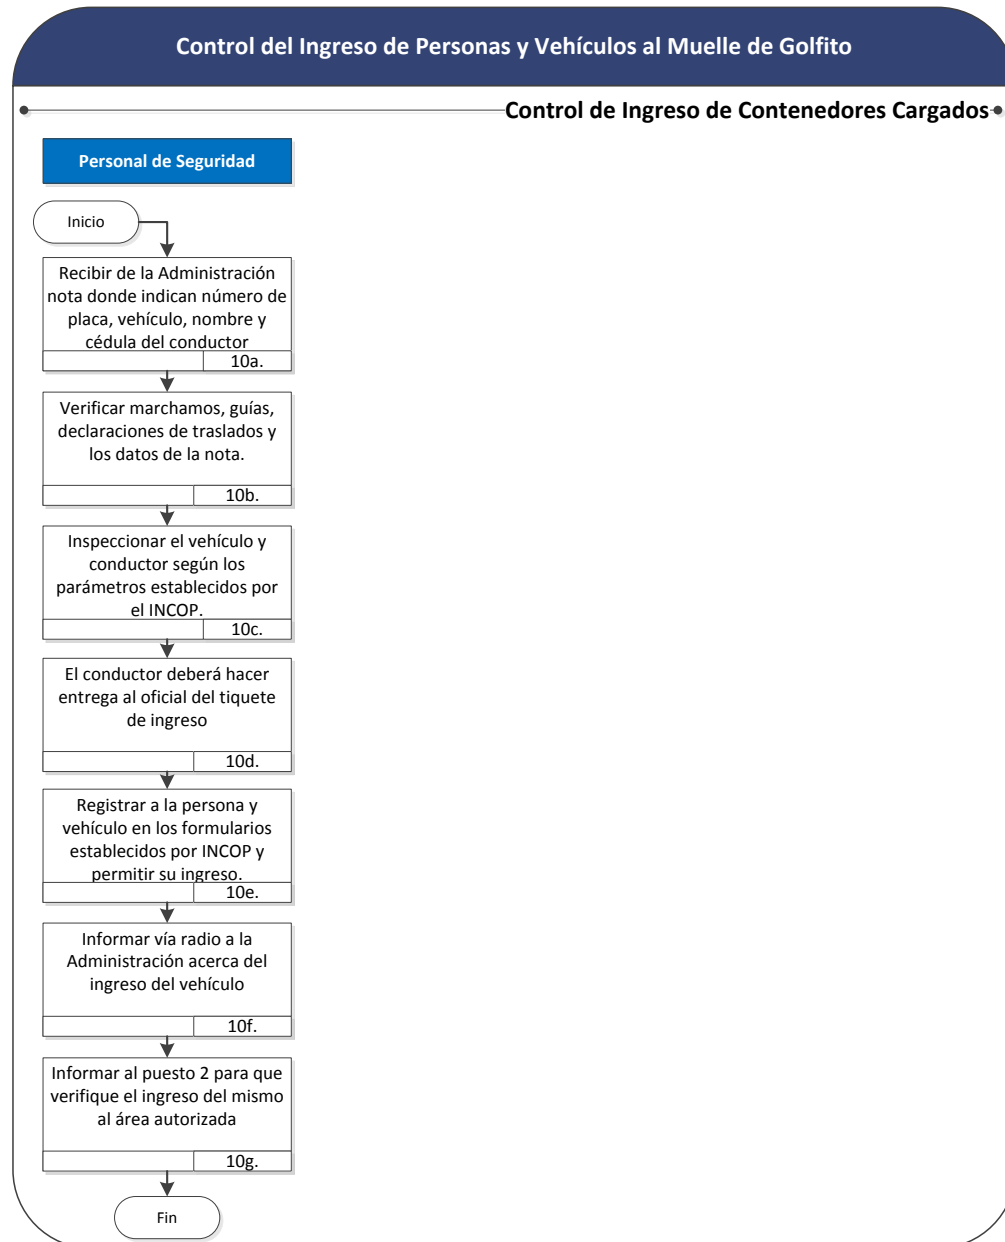 Control del Ingreso de Personas y Vehículos al Muelle de Golfito
Control de Ingreso de Contenedores Cargados
Personal de Seguridad
Inicio
Recibir de la Administración
nota donde indican número de
placa, vehículo, nombre y
cédula del conductor
10a.
Verificar marchamos, guías,
declaraciones de traslados y
los datos de la nota.
10b.
Inspeccionar el vehículo y
conductor según los
parámetros establecidos por
el INCOP.
10c.
El conductor deberá hacer
entrega al oficial del tiquete
de ingreso
10d.
Registrar a la persona y
vehículo en los formularios
establecidos por INCOP y
permitir su ingreso.
10e.
Informar vía radio a la
Administración acerca del
ingreso del vehículo
10f.
Informar al puesto 2 para que
verifique el ingreso del mismo
al área autorizada
10g.
Fin